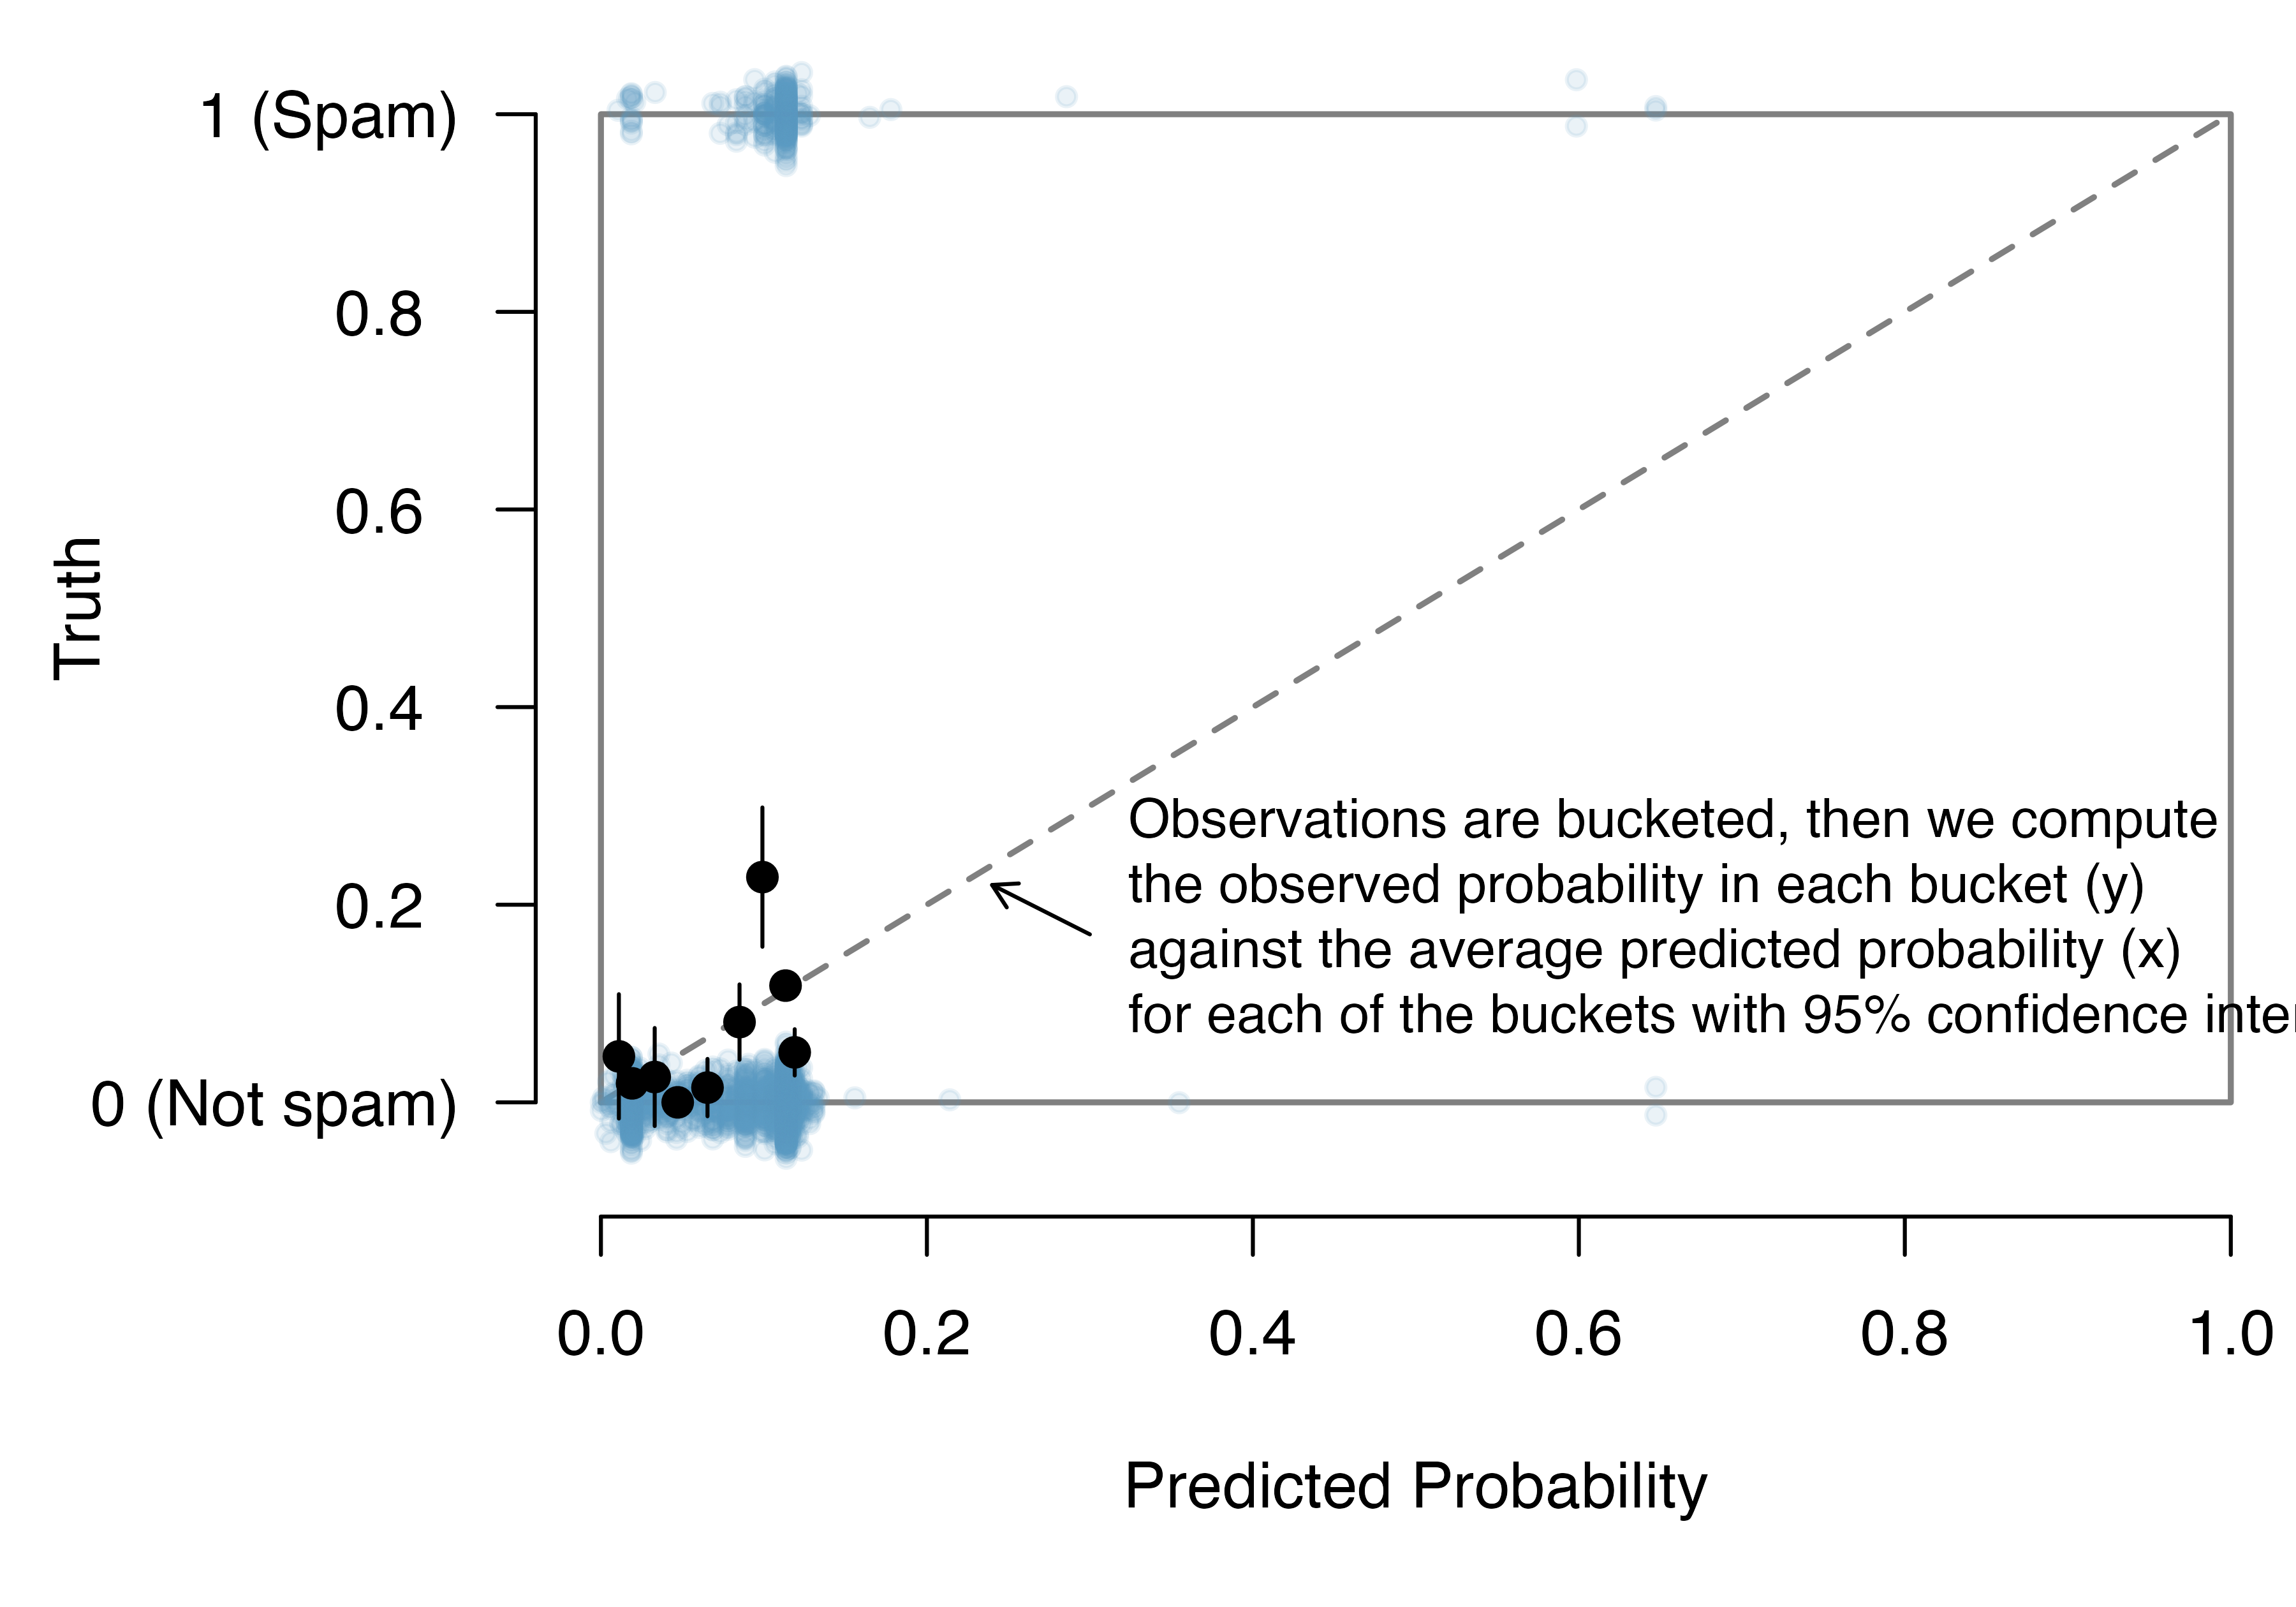 1 (Spam)
0.8
0.6
0.4
0.2
0 (Not spam)
Truth
Observations are bucketed, then we compute
the observed probability in each bucket (y)
against the average predicted probability (x)
for each of the buckets with 95% confidence
0.0
0.2
0.4
0.6
0.8
1.0
Predicted Probability